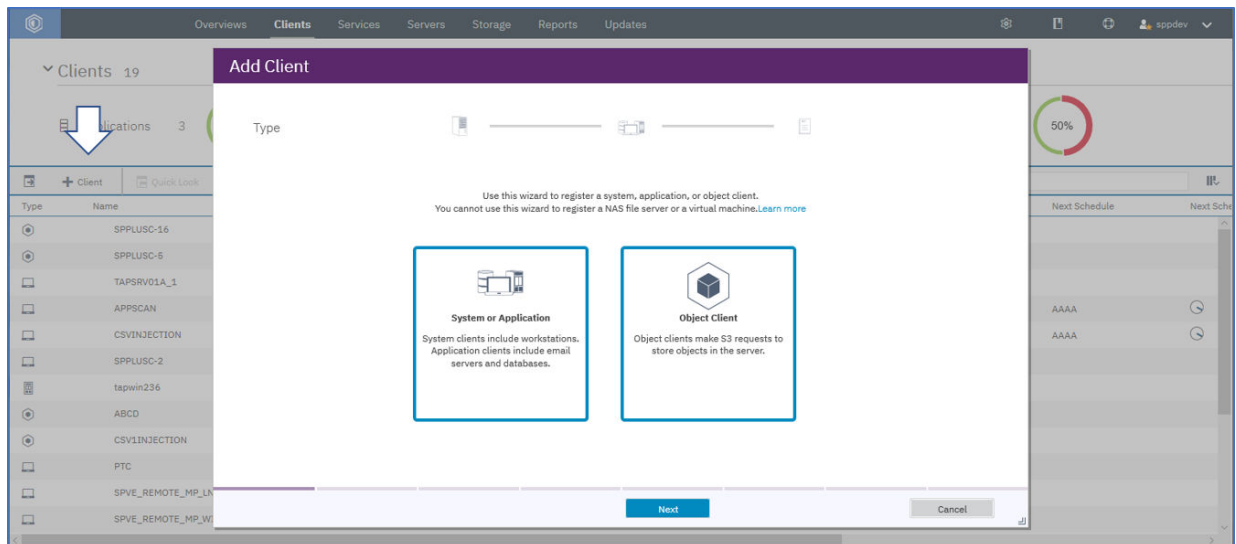 Overviews Clients Services Servers Storage Reports Updates sppdev
Clients 19
Add Client
Applications 3
50%
Type
+ Client Quick Look
Use this wizard to register a system, application, or object client.
You cannot use this wizard to register a NAS file server or a virtual machine.Learn more
Type Name Next Schedule Next Sche
SPPLUSC-16
SPPLUSC-5
TAPSRV01A_1
APPSCAN AAAA
CSVINJECTION AAAA
SPPLUSC-2
tapwin236
ABCD
CSV1INJECTION
PTC
SPVE_REMOTE_MP_LN
SPVE_REMOTE_MP_W
System or Application
System clients include workstations.
Application clients include email
servers and databases.
Object Client
Object clients make S3 requests to
store objects in the server.
Next Cancel